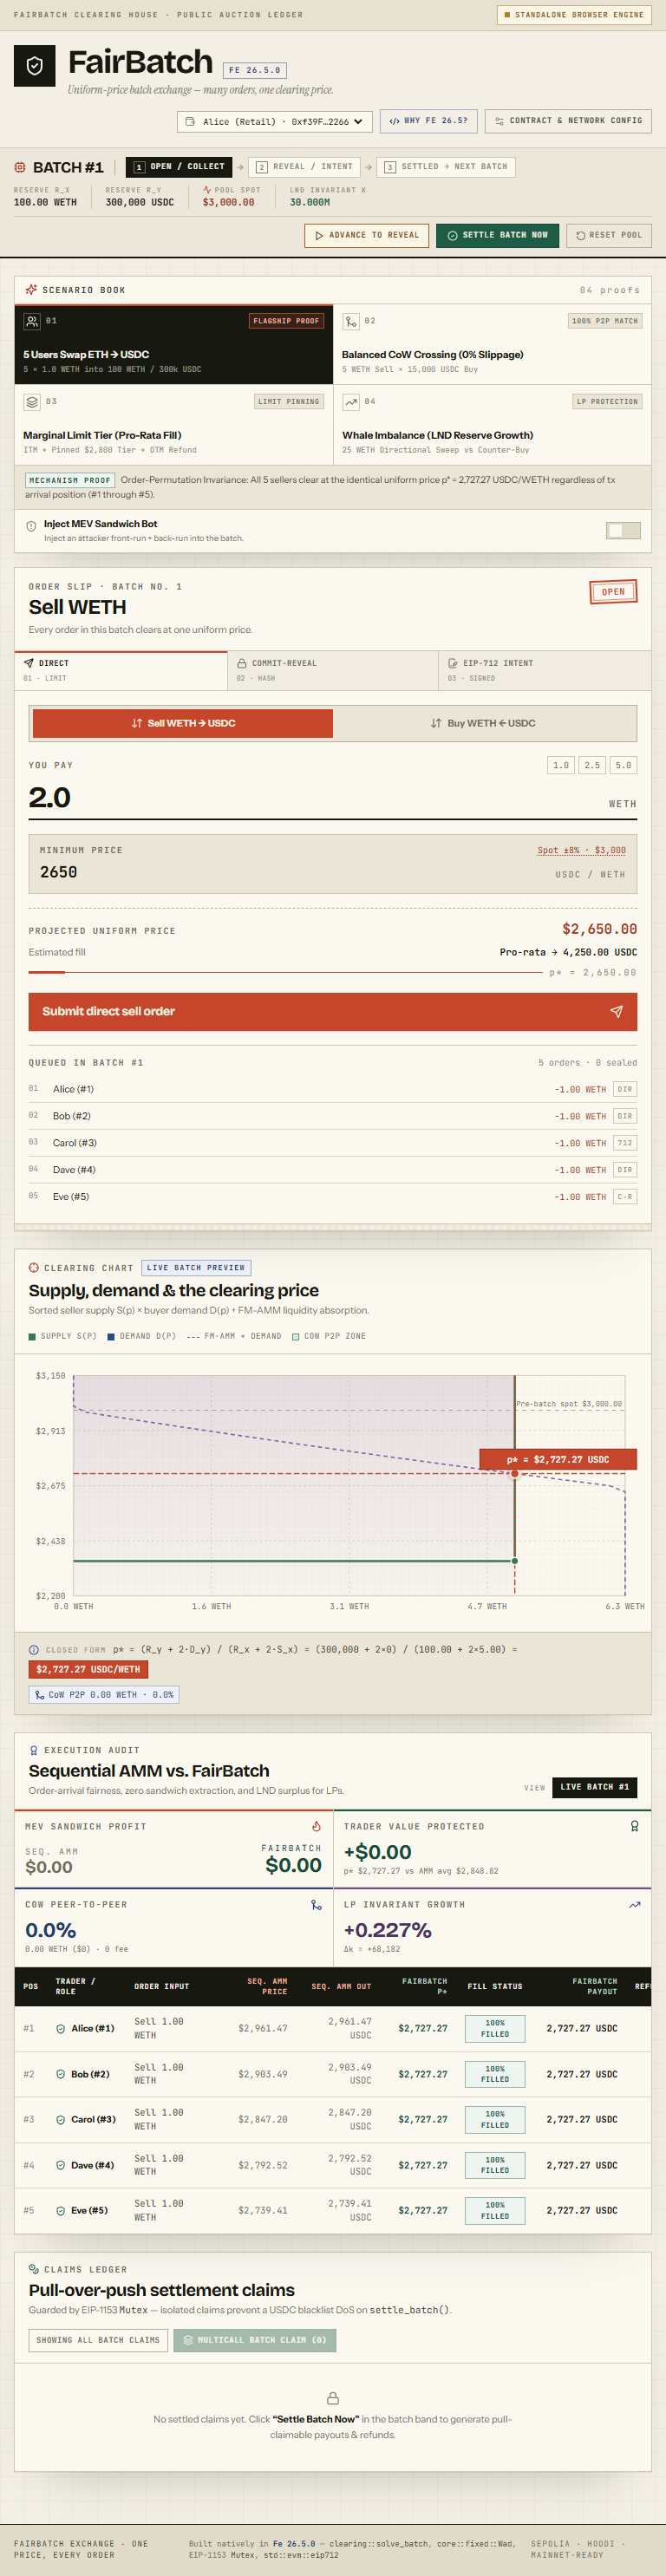 FAIRBATCH CLEARING HOUSE · PUBLIC AUCTION LEDGER
STANDALONE BROWSER ENGINE
FairBatch
FE 26.5.0
Uniform-price batch exchange — many orders, one clearing price.
Alice (Retail) · 0xf39F…2266
WHY FE 26.5?
CONTRACT & NETWORK CONFIG
BATCH #1
1 OPEN / COLLECT → 2 REVEAL / INTENT → 3 SETTLED → NEXT BATCH
RESERVE R_X
100.00 WETH
RESERVE R_Y
300,000 USDC
POOL SPOT
$3,000.00
LND INVARIANT K
30.000M
ADVANCE TO REVEAL
SETTLE BATCH NOW
RESET POOL
SCENARIO BOOK
04 proofs
01
FLAGSHIP PROOF
5 Users Swap ETH → USDC
5 × 1.0 WETH into 100 WETH / 300k USDC
02
100% P2P MATCH
Balanced CoW Crossing (0% Slippage)
5 WETH Sell × 15,000 USDC Buy
03
LIMIT PINNING
Marginal Limit Tier (Pro-Rata Fill)
ITM + Pinned $2,800 Tier + OTM Refund
04
LP PROTECTION
Whale Imbalance (LND Reserve Growth)
25 WETH Directional Sweep vs Counter-Buy
MECHANISM PROOF Order-Permutation Invariance: All 5 sellers clear at the identical uniform price p* = 2,727.27 USDC/WETH regardless of tx
arrival position (#1 through #5).
Inject MEV Sandwich Bot
Inject an attacker front-run + back-run into the batch.
ORDER SLIP · BATCH NO. 1
OPEN
Sell WETH
Every order in this batch clears at one uniform price.
DIRECT
01 · LIMIT
COMMIT-REVEAL
02 · HASH
EIP-712 INTENT
03 · SIGNED
Sell WETH → USDC
Buy WETH ← USDC
YOU PAY
1.0
2.5
5.0
2.0
WETH
MINIMUM PRICE
Spot ±8% · $3,000
2650
USDC / WETH
PROJECTED UNIFORM PRICE
$2,650.00
Estimated fill
Pro-rata → 4,250.00 USDC
p* = 2,650.00
Submit direct sell order
QUEUED IN BATCH #1
5 orders · 0 sealed
01 Alice (#1) -1.00 WETH DIR
02 Bob (#2) -1.00 WETH DIR
03 Carol (#3) -1.00 WETH 712
04 Dave (#4) -1.00 WETH DIR
05 Eve (#5) -1.00 WETH C-R
CLEARING CHART
LIVE BATCH PREVIEW
Supply, demand & the clearing price
Sorted seller supply S(p) × buyer demand D(p) + FM-AMM liquidity absorption.
SUPPLY S(P)
DEMAND D(P)
FM-AMM + DEMAND
COW P2P ZONE
$3,150
Pre-batch spot $3,000.00
$2,913
p* = $2,727.27 USDC
$2,675
$2,438
$2,200
0.0 WETH
1.6 WETH
3.1 WETH
4.7 WETH
6.3 WETH
CLOSED FORM p* = (R_y + 2·D_y) / (R_x + 2·S_x) = (300,000 + 2×0) / (100.00 + 2×5.00) =
$2,727.27 USDC/WETH
CoW P2P 0.00 WETH · 0.0%
EXECUTION AUDIT
Sequential AMM vs. FairBatch
Order-arrival fairness, zero sandwich extraction, and LND surplus for LPs.
VIEW
LIVE BATCH #1
MEV SANDWICH PROFIT
SEQ. AMM
$0.00
FAIRBATCH
$0.00
TRADER VALUE PROTECTED
+$0.00
p* $2,727.27 vs AMM avg $2,848.82
COW PEER-TO-PEER
0.0%
0.00 WETH ($0) · 0 fee
LP INVARIANT GROWTH
+0.227%
Δk = +68,182
POS
TRADER / ROLE
ORDER INPUT
SEQ. AMM PRICE
SEQ. AMM OUT
FAIRBATCH P*
FILL STATUS
FAIRBATCH PAYOUT
#1 Alice (#1) Sell 1.00 WETH $2,961.47 2,961.47 USDC $2,727.27 100% FILLED 2,727.27 USDC
#2 Bob (#2) Sell 1.00 WETH $2,903.49 2,903.49 USDC $2,727.27 100% FILLED 2,727.27 USDC
#3 Carol (#3) Sell 1.00 WETH $2,847.20 2,847.20 USDC $2,727.27 100% FILLED 2,727.27 USDC
#4 Dave (#4) Sell 1.00 WETH $2,792.52 2,792.52 USDC $2,727.27 100% FILLED 2,727.27 USDC
#5 Eve (#5) Sell 1.00 WETH $2,739.41 2,739.41 USDC $2,727.27 100% FILLED 2,727.27 USDC
CLAIMS LEDGER
Pull-over-push settlement claims
Guarded by EIP-1153 Mutex — isolated claims prevent a USDC blacklist DoS on settle_batch().
SHOWING ALL BATCH CLAIMS
MULTICALL BATCH CLAIM (0)
No settled claims yet. Click “Settle Batch Now” in the batch band to generate pull-
claimable payouts & refunds.
FAIRBATCH EXCHANGE · ONE
PRICE, EVERY ORDER
Built natively in Fe 26.5.0 — clearing::solve_batch, core::fixed::Wad,
EIP-1153 Mutex, std::evm::eip712
SEPOLIA · HOODI ·
MAINNET-READY